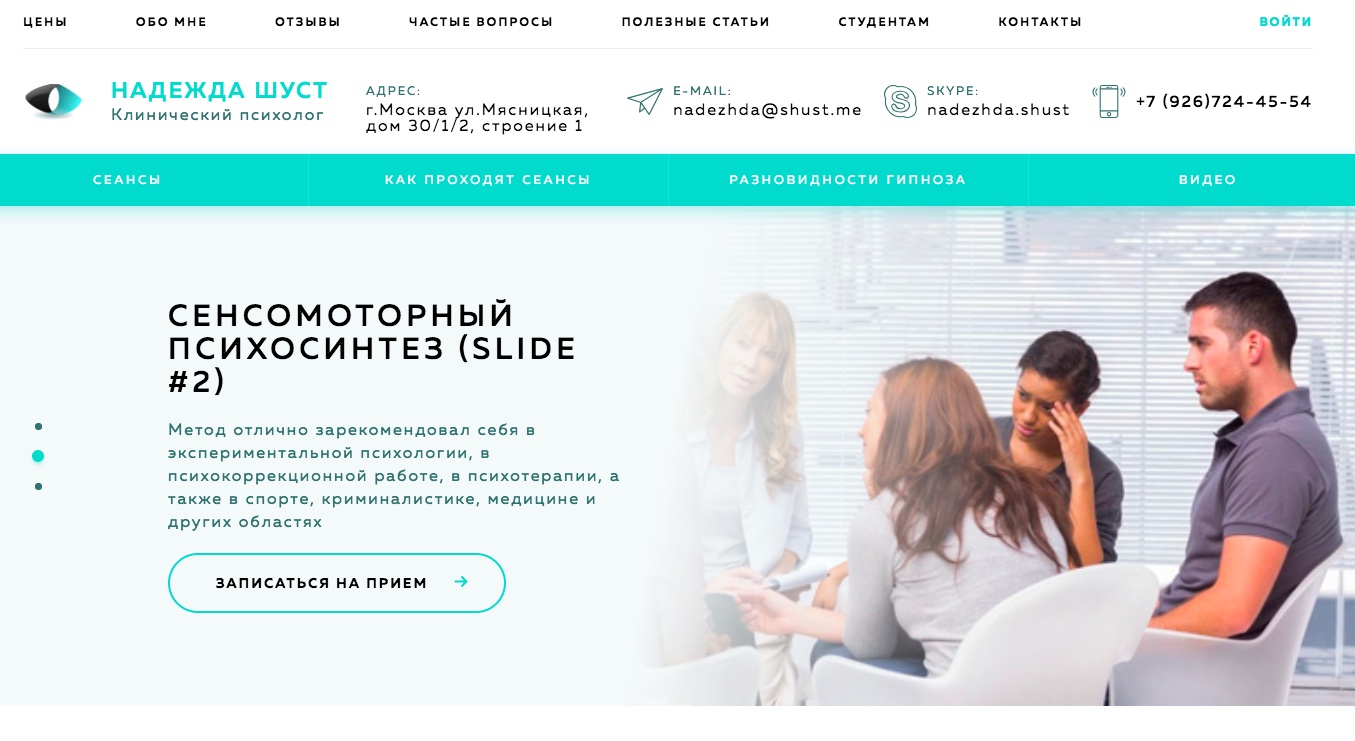 ЦЕНЫ
ОБО МНЕ
ОТЗЫВЫ
ЧАСТЫЕ ВОПРОСЫ
ПОЛЕЗНЫЕ СТАТЬИ
СТУДЕНТАМ
КОНТАКТЫ
ВОЙТИ
НАДЕЖДА ШУСТ
Клинический психолог
АДРЕС:
г.Москва ул.Мясницкая,
дом 30/1/2, строение 1
E-MAIL:
nadezhda@shust.me
SKYPE:
nadezhda.shust
+7 (926)724-45-54
СЕАНСЫ
КАК ПРОХОДЯТ СЕАНСЫ
РАЗНОВИДНОСТИ ГИПНОЗА
ВИДЕО
СЕНСОМОТОРНЫЙ
ПСИХОСИНТЕЗ (SLIDE
#2)
Метод отлично зарекомендовал себя в
экспериментальной психологии, в
психокоррекционной работе, в психотерапии, а
также в спорте, криминалистике, медицине и
других областях
ЗАПИСАТЬСЯ НА ПРИЕМ